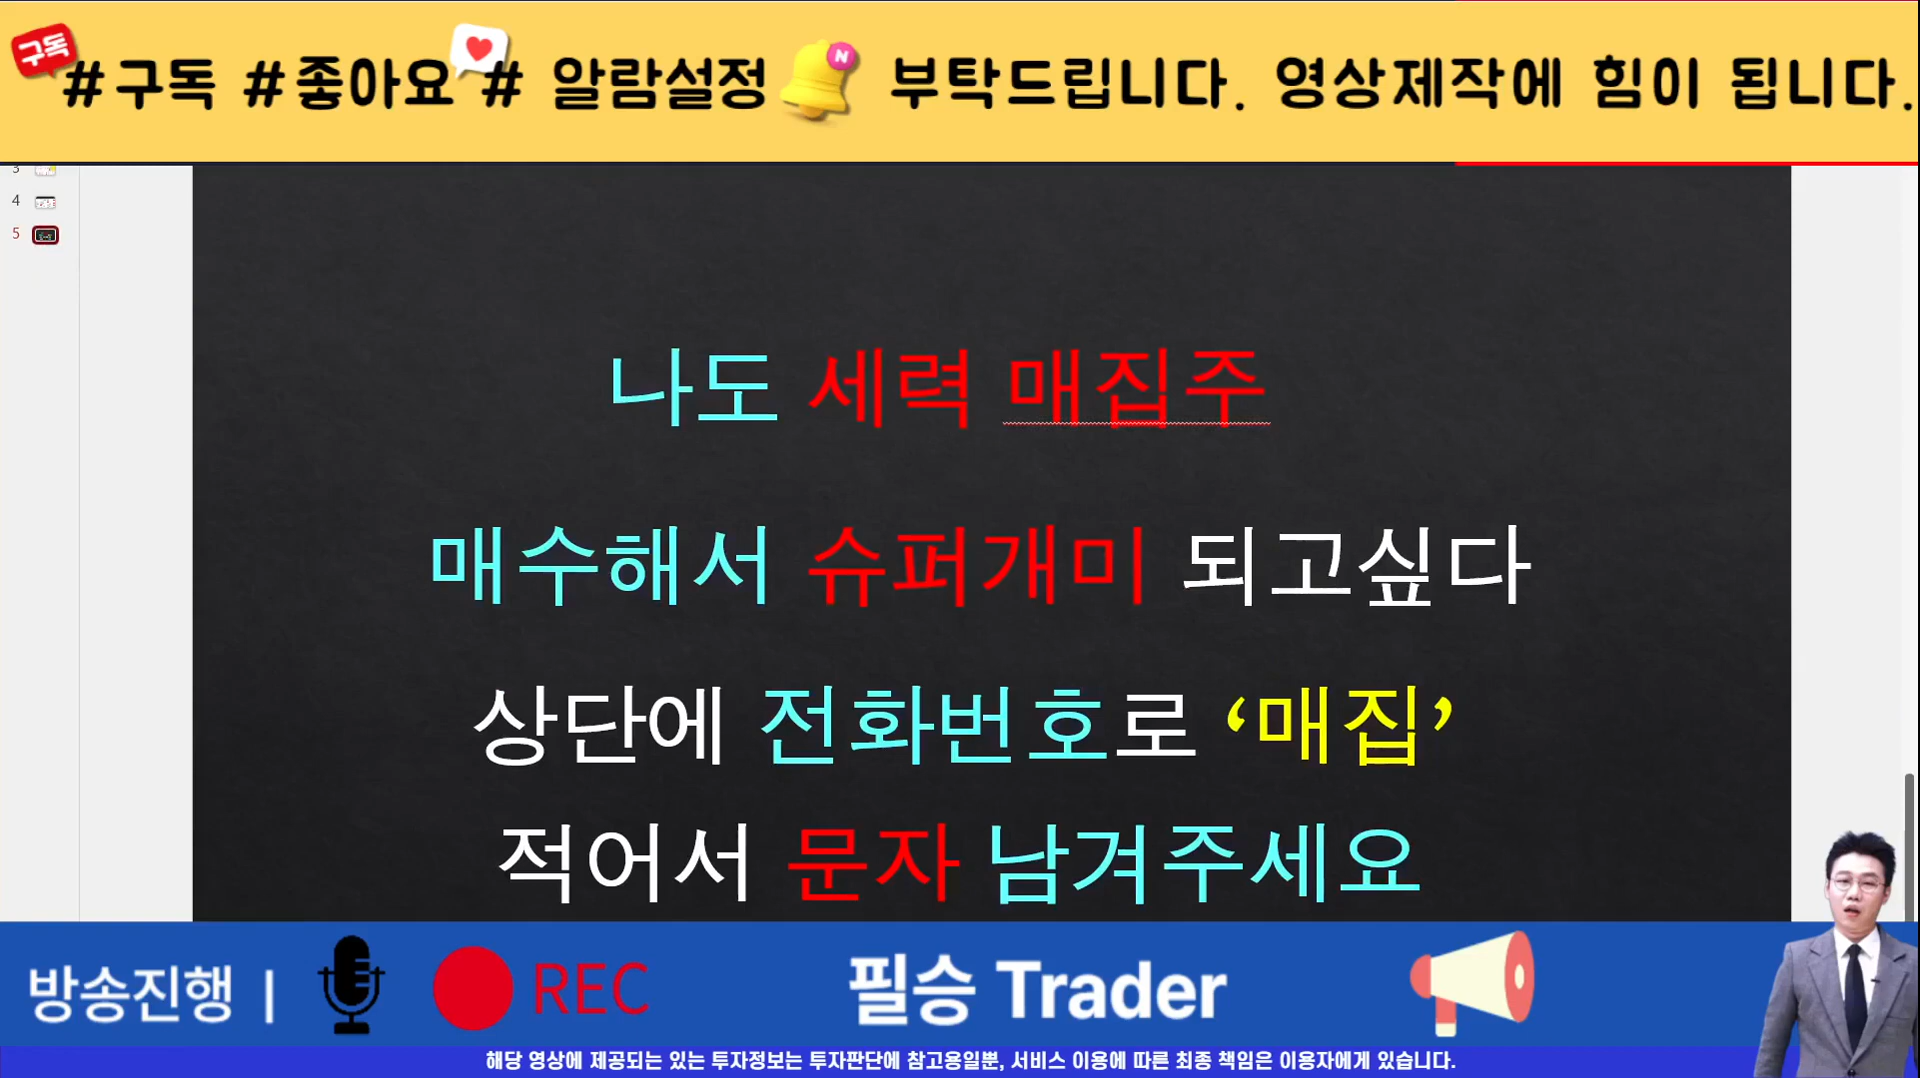 구독
#구독 #좋아요 # 알람설정 N 부탁드립니다. 영상제작에 힘이 됩니다.
3
4
5
나도 세력 매집주
매수해서 슈퍼개미 되고싶다
상단에 전화번호로 ‘매집’
적어서 문자 남겨주세요
방송진행 | REC 필승 Trader
해당 영상에 제공되는 있는 투자정보는 투자판단에 참고용일뿐, 서비스 이용에 따른 최종 책임은 이용자에게 있습니다.